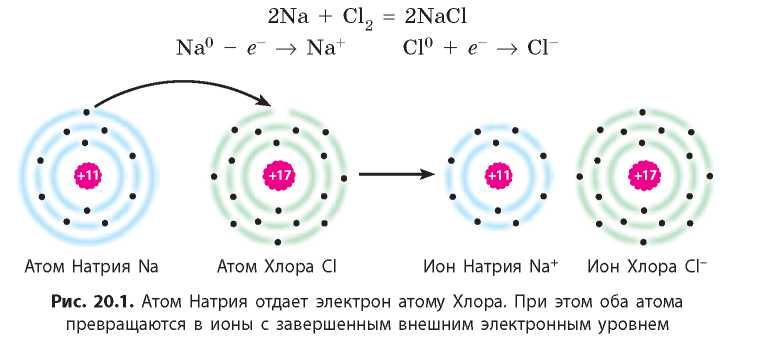 2Na + Cl₂ = 2NaCl
Na⁰ − e⁻ → Na⁺ Cl⁰ + e⁻ → Cl⁻
+11 +17 +11 +17
Атом Натрия Na Атом Хлора Cl Ион Натрия Na⁺ Ион Хлора Cl⁻
Рис. 20.1. Атом Натрия отдает электрон атому Хлора. При этом оба атома
превращаются в ионы с завершенным внешним электронным уровнем